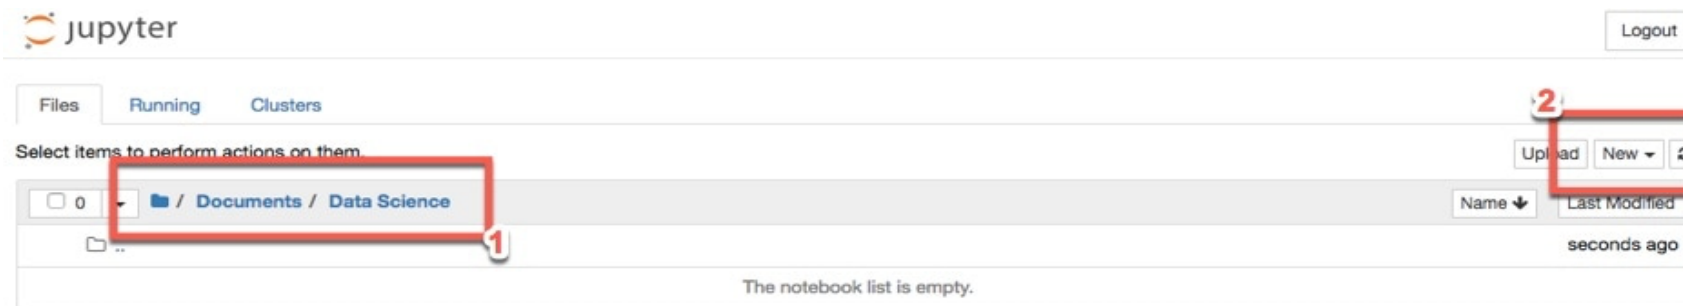 jupyter
Logout
Files Running Clusters
2
Select items to perform actions on them.
Upload New
0 / Documents / Data Science
Name Last Modified
1
..
seconds ago
The notebook list is empty.